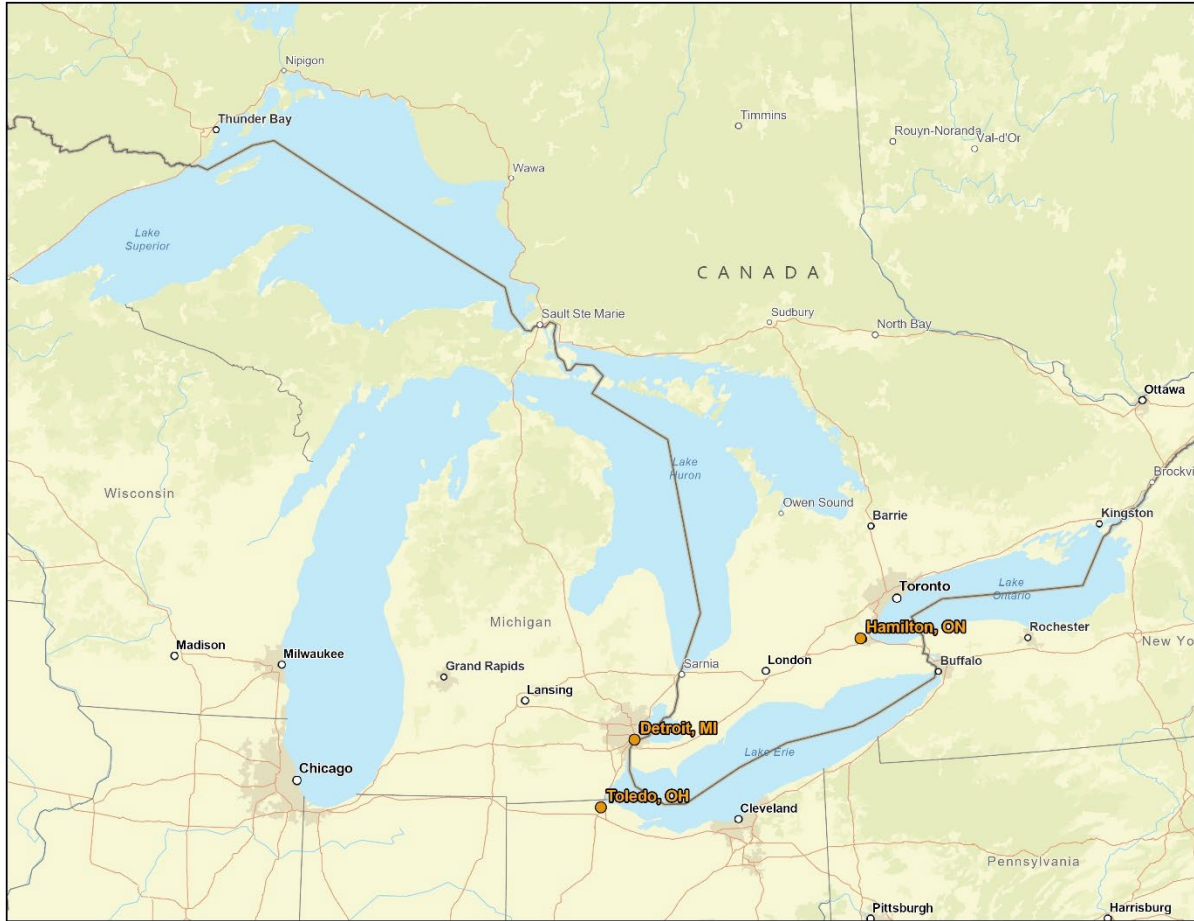 Nipigon
Thunder Bay
Timmins
Rouyn-Noranda
Val-d'Or
Wawa
Lake
Superior
CANADA
Sault Ste Marie
Sudbury
North Bay
Ottawa
Lake
Huron
Brockvi
Wisconsin
Owen Sound
Kingston
Barrie
Toronto
Lake
Ontario
Michigan
Hamilton, ON
Rochester
New Yo
Madison
Milwaukee
Grand Rapids
Sarnia
London
Buffalo
Lansing
Detroit, MI
Lake Erie
Chicago
Toledo, OH
Cleveland
Pennsylvania
Pittsburgh
Harrisburg